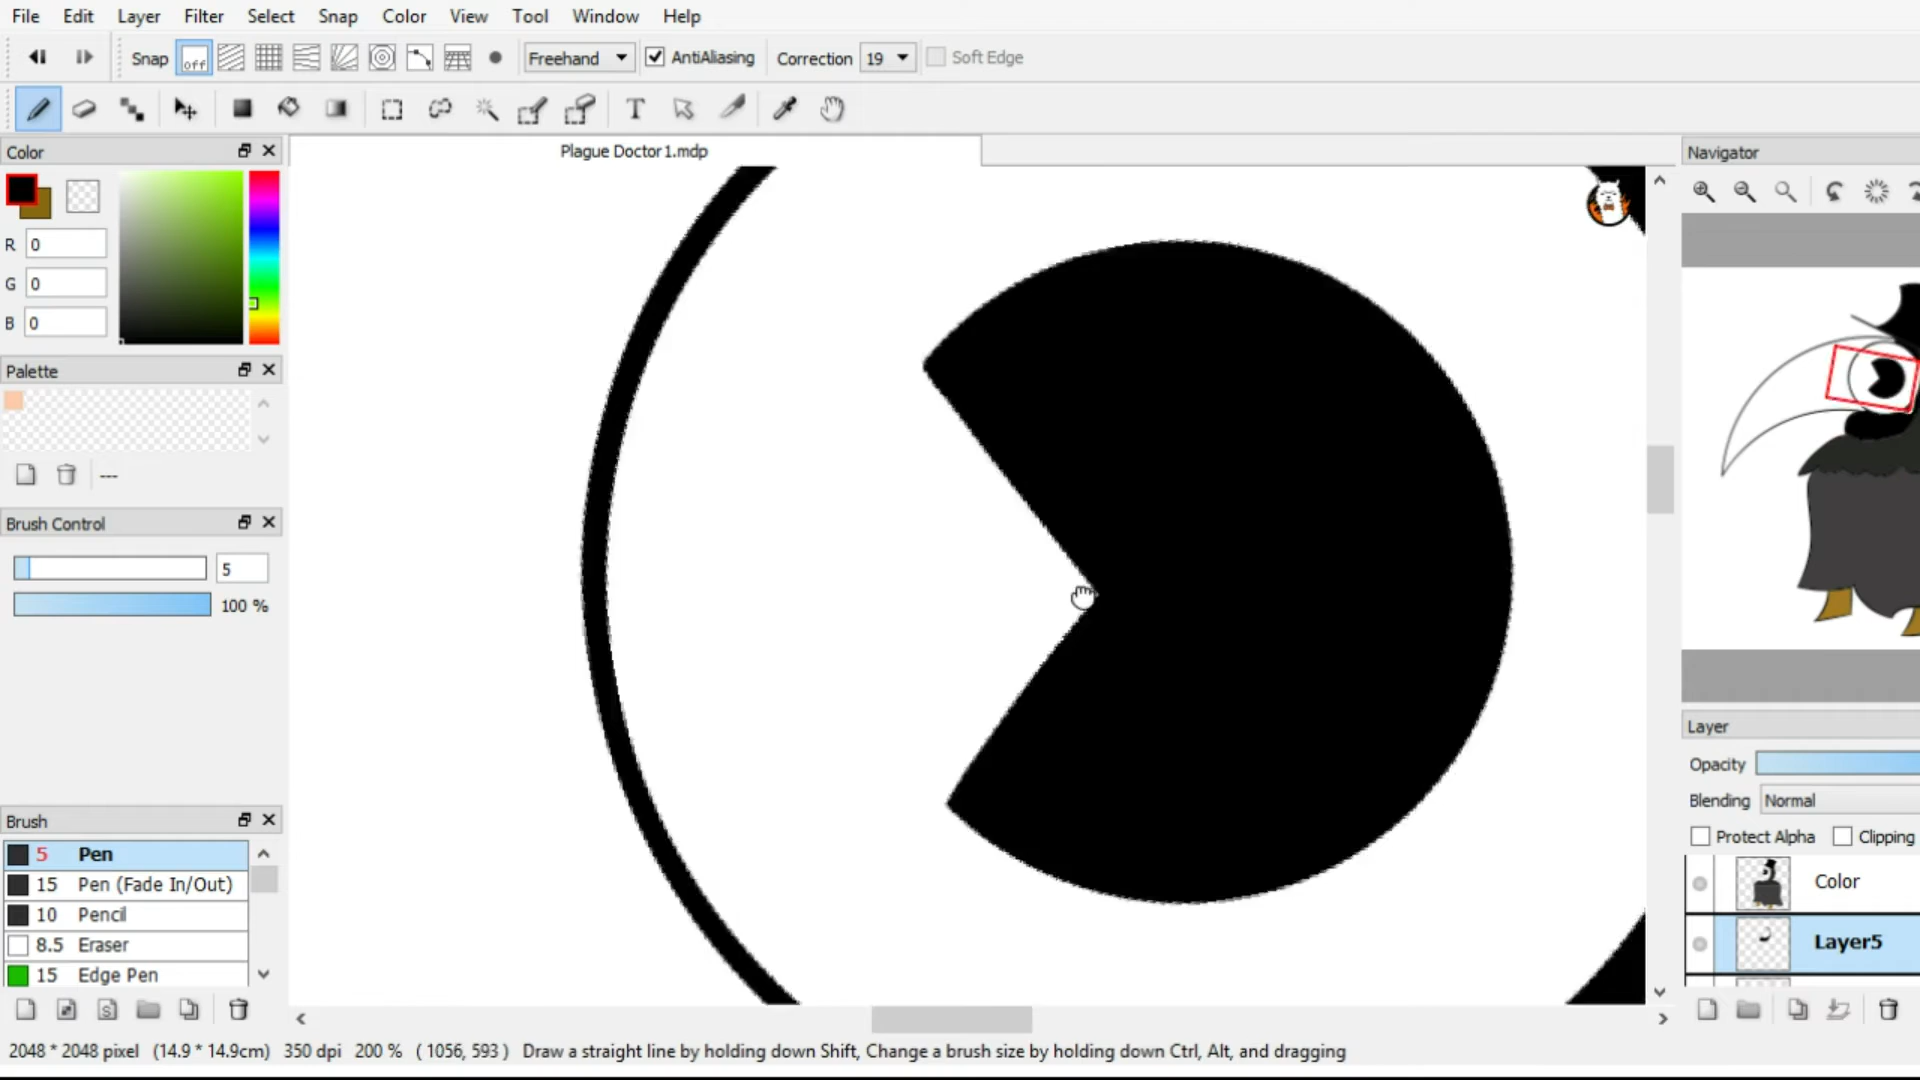 File Edit Layer Filter Select Snap Color View Tool Window Help
Snap off Freehand AntiAliasing Correction 19 Soft Edge
T
Color
Plague Doctor1.mdp
Navigator
R 0
G 0
B 0
Palette
---
Brush Control
5
100 %
Layer
Opacity
Blending Normal
Protect Alpha Clipping
Brush
5 Pen
15 Pen (Fade In/Out)
10 Pencil
8.5 Eraser
15 Edge Pen
Color
Layer5
2048 * 2048 pixel (14.9 * 14.9cm) 350 dpi 200 % ( 1056, 593 ) Draw a straight line by holding down Shift, Change a brush size by holding down Ctrl, Alt, and dragging